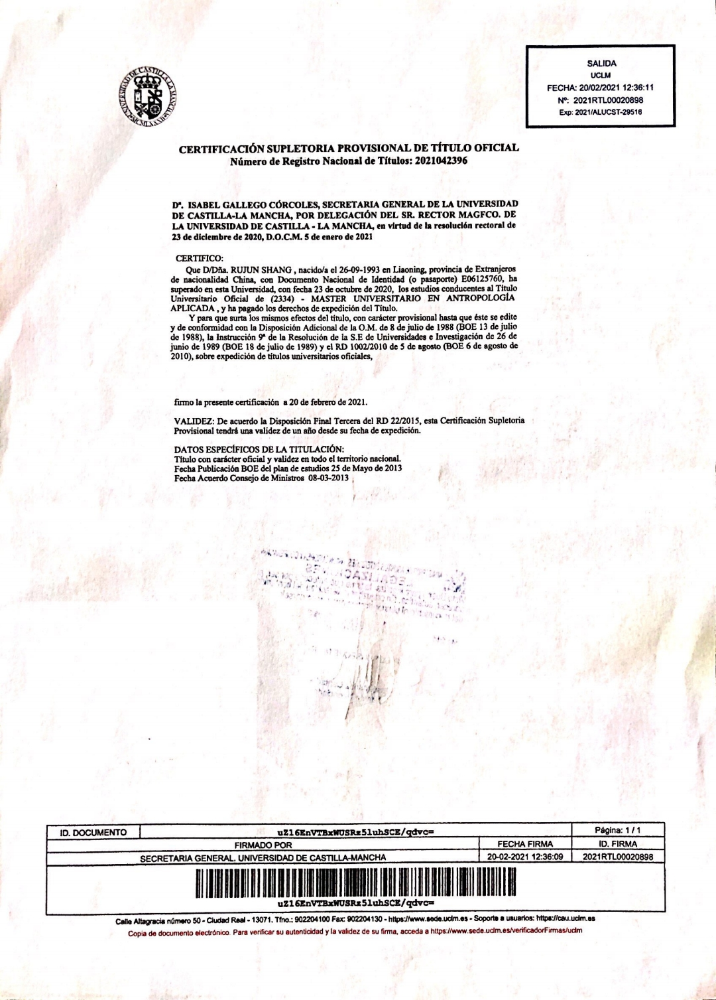 UNIVERSIDAD DE CASTILLA-LA MANCHA
SALIDA
UCLM
FECHA: 20/02/2021 12:36:11
Nº: 2021RTL00020898
Exp: 2021/ALUCST-29516
CERTIFICACIÓN SUPLETORIA PROVISIONAL DE TÍTULO OFICIAL
Número de Registro Nacional de Títulos: 2021042396
Dª. ISABEL GALLEGO CÓRCOLES, SECRETARIA GENERAL DE LA UNIVERSIDAD
DE CASTILLA-LA MANCHA, POR DELEGACIÓN DEL SR. RECTOR MAGFCO. DE
LA UNIVERSIDAD DE CASTILLA - LA MANCHA, en virtud de la resolución rectoral de
23 de diciembre de 2020, D.O.C.M. 5 de enero de 2021
CERTIFICO:
Que D/Dña. RUJUN SHANG , nacido/a el 26-09-1993 en Liaoning, provincia de Extranjeros
de nacionalidad China, con Documento Nacional de Identidad (o pasaporte) E06125760, ha
superado en esta Universidad, con fecha 23 de octubre de 2020, los estudios conducentes al Título
Universitario Oficial de (2334) - MASTER UNIVERSITARIO EN ANTROPOLOGÍA
APLICADA , y ha pagado los derechos de expedición del Título.
Y para que surta los mismos efectos del título, con carácter provisional hasta que éste se edite
y de conformidad con la Disposición Adicional de la O.M. de 8 de julio de 1988 (BOE 13 de julio
de 1988), la Instrucción 9ª de la Resolución de la S.E de Universidades e Investigación de 26 de
junio de 1989 (BOE 18 de julio de 1989) y el RD 1002/2010 de 5 de agosto (BOE 6 de agosto de
2010), sobre expedición de títulos universitarios oficiales,
firmo la presente certificación a 20 de febrero de 2021.
VALIDEZ: De acuerdo la Disposición Final Tercera del RD 22/2015, esta Certificación Supletoria
Provisional tendrá una validez de un año desde su fecha de expedición.
DATOS ESPECÍFICOS DE LA TITULACIÓN:
Título con carácter oficial y validez en todo el territorio nacional.
Fecha Publicación BOE del plan de estudios 25 de Mayo de 2013
Fecha Acuerdo Consejo de Ministros 08-03-2013
ID. DOCUMENTO uZ16EnVTBxWUSRz5luhSCE/qdvc= Página: 1 / 1
FIRMADO POR FECHA FIRMA ID. FIRMA
SECRETARIA GENERAL. UNIVERSIDAD DE CASTILLA-MANCHA 20-02-2021 12:36:09 2021RTL00020898
uZ16EnVTBxWUSRz5luhSCE/qdvc=
Calle Altagracia número 50 - Ciudad Real - 13071. Tfno.: 902204100 Fax: 902204130 - https://www.sede.uclm.es - Soporte a usuarios: https://cau.uclm.es
Copia de documento electrónico. Para verificar su autenticidad y la validez de su firma, acceda a https://www.sede.uclm.es/verificadorFirmas/uclm